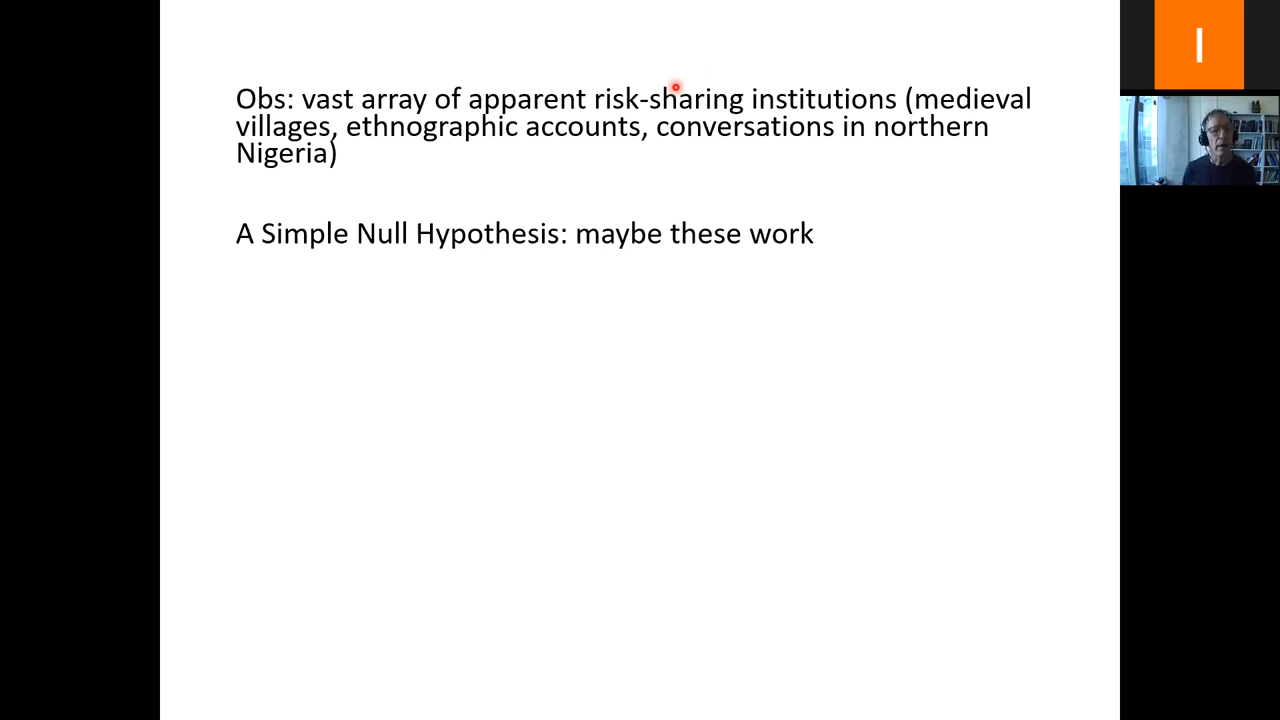 Obs: vast array of apparent risk-sharing institutions (medieval
villages, ethnographic accounts, conversations in northern
Nigeria)
A Simple Null Hypothesis: maybe these work
I